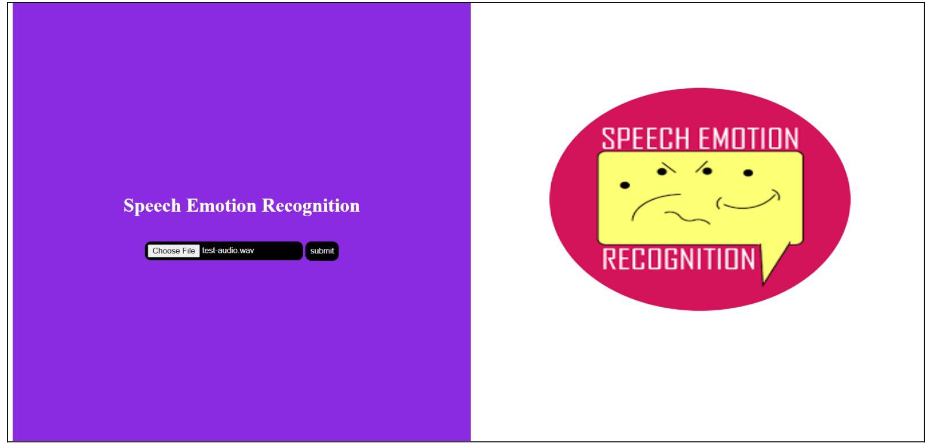 Speech Emotion Recognition
Choose File test-audio.wav submit
SPEECH EMOTION
RECOGNITION